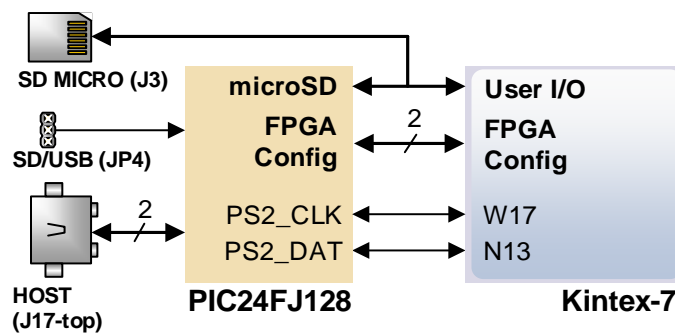 SD MICRO (J3)
microSD
User I/O
FPGA
Config
2
FPGA
Config
SD/USB (JP4)
2
PS2_CLK
W17
PS2_DAT
N13
HOST
(J17-top)
PIC24FJ128
Kintex-7